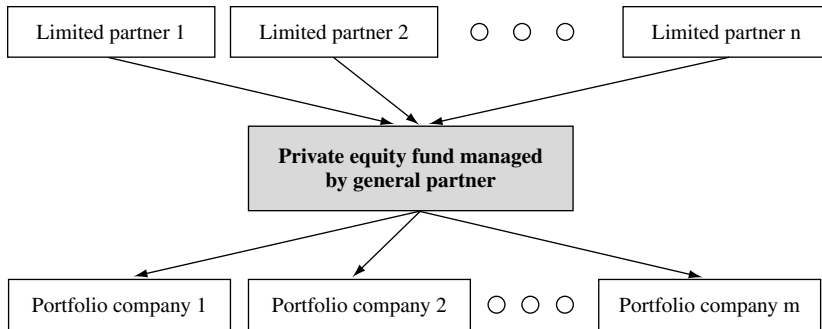 Limited partner 1
Limited partner 2
Limited partner n
Private equity fund managed
by general partner
Portfolio company 1
Portfolio company 2
Portfolio company m